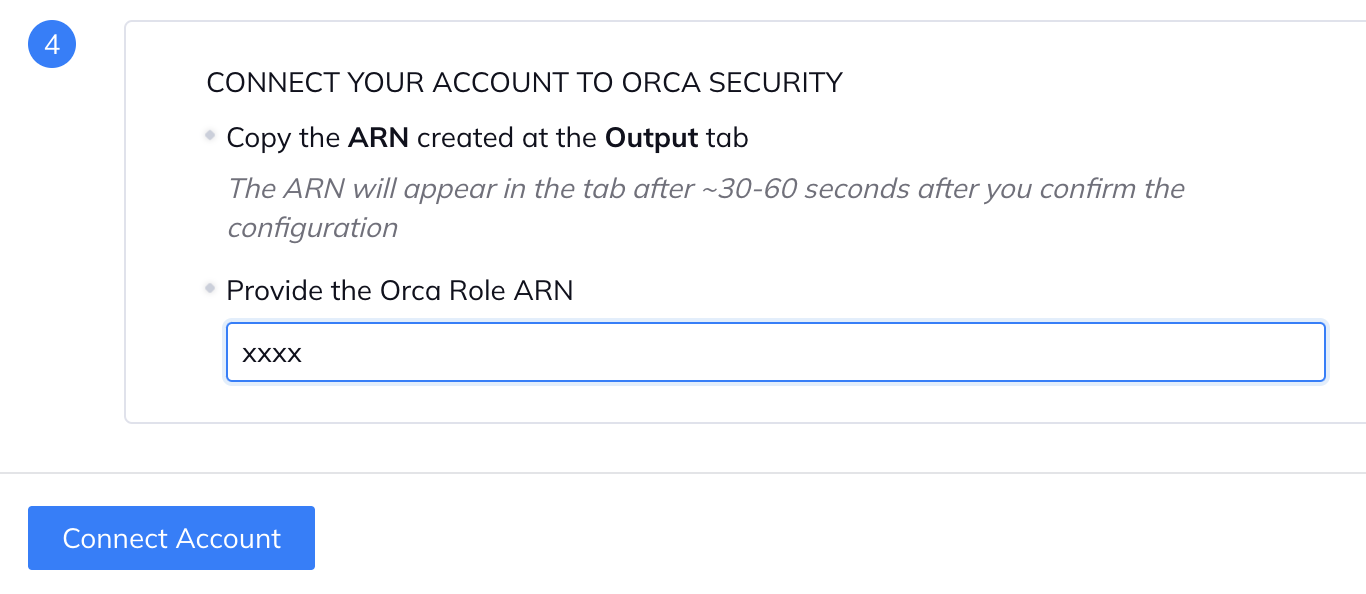 4
CONNECT YOUR ACCOUNT TO ORCA SECURITY
Copy the ARN created at the Output tab
The ARN will appear in the tab after ~30-60 seconds after you confirm the
configuration
Provide the Orca Role ARN
xxxx
Connect Account